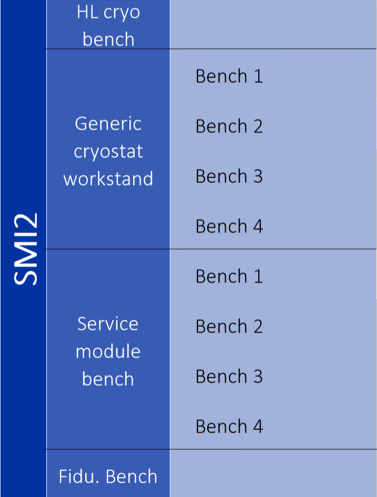 SMI2
HL cryo
bench
Generic
cryostat
workstand
Bench 1
Bench 2
Bench 3
Bench 4
Service
module
bench
Bench 1
Bench 2
Bench 3
Bench 4
Fidu. Bench